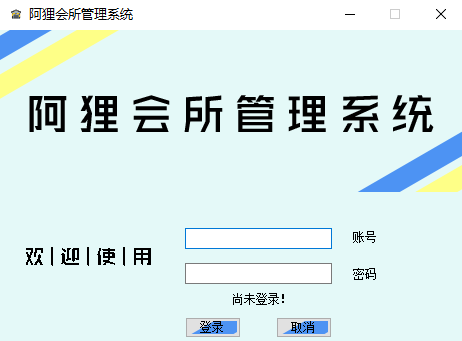 阿狸会所管理系统
阿狸会所管理系统
账号
欢|迎|使|用
密码
尚未登录!
登录 取消